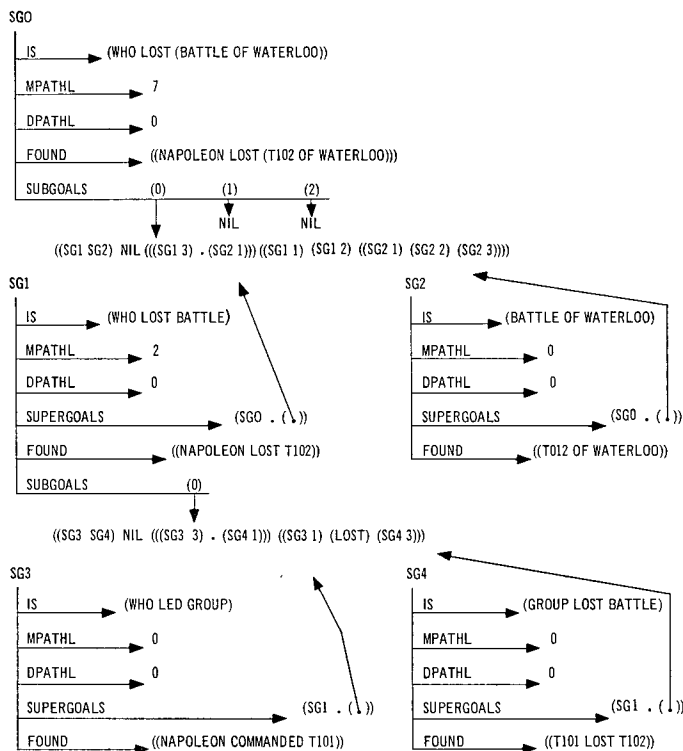 SG0
IS (WHO LOST (BATTLE OF WATERLOO))
MPATHL 7
DPATHL 0
FOUND ((NAPOLEON LOST (T102 OF WATERLOO)))
SUBGOALS (0) (1) (2)
NIL NIL
((SG1 SG2) NIL (((SG1 3) . (SG2 1))) ((SG1 1) (SG1 2) ((SG2 1) (SG2 2) (SG2 3))))
SG1
IS (WHO LOST BATTLE)
MPATHL 2
DPATHL 0
SUPERGOALS (SG0 . ( ))
FOUND ((NAPOLEON LOST T102))
SUBGOALS (0)
SG2
IS (BATTLE OF WATERLOO)
MPATHL 0
DPATHL 0
SUPERGOALS (SG0 . ( ))
FOUND ((T012 OF WATERLOO))
((SG3 SG4) NIL (((SG3 3) . (SG4 1))) ((SG3 1) (LOST) (SG4 3)))
SG3
IS (WHO LED GROUP)
MPATHL 0
DPATHL 0
SUPERGOALS (SG1 . ( ))
FOUND ((NAPOLEON COMMANDED T101))
SG4
IS (GROUP LOST BATTLE)
MPATHL 0
DPATHL 0
SUPERGOALS (SG1 . ( ))
FOUND ((T101 LOST T102))